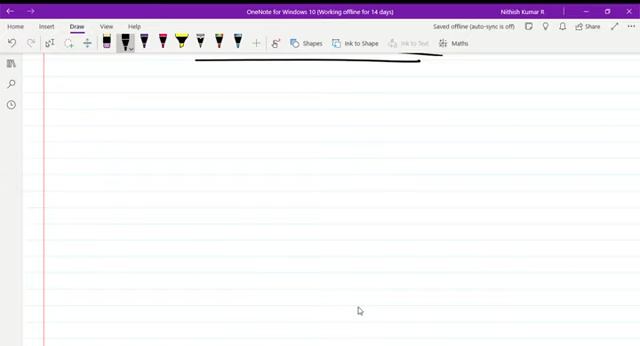 OneNote for Windows 10 (Working offline for 14 days)
Nithish Kumar R
Home Insert Draw View Help
Saved offline (auto-sync is off)
Share
Shapes Ink to Shape Ink to Text Maths